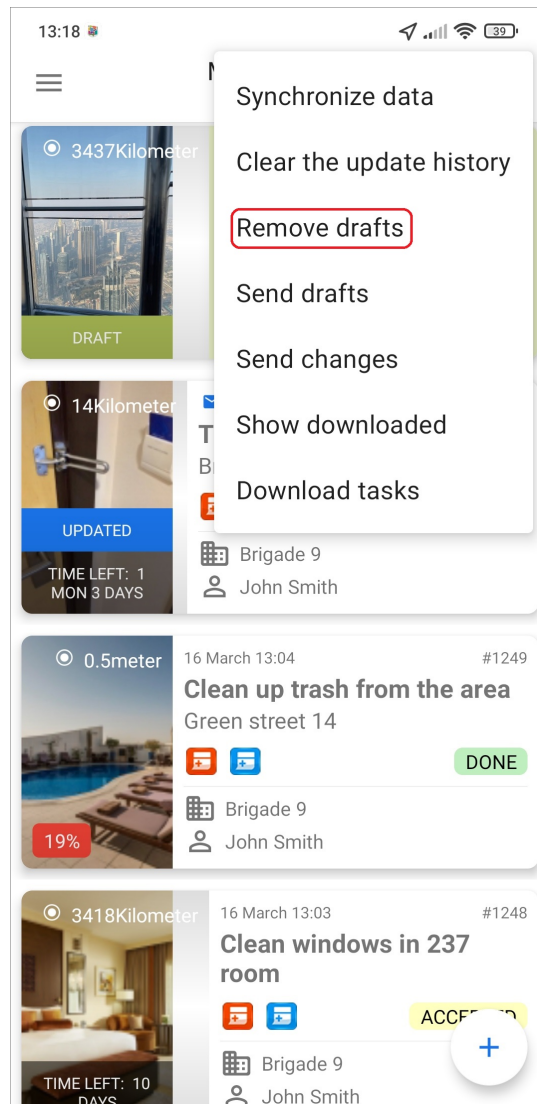 13:18
39
Synchronize data
Clear the update history
Remove drafts
Send drafts
Send changes
Show downloaded
Download tasks
3437Kilometer
DRAFT
14Kilometer
UPDATED
TIME LEFT: 1
MON 3 DAYS
Brigade 9
John Smith
0.5meter
19%
16 March 13:04
#1249
Clean up trash from the area
Green street 14
DONE
Brigade 9
John Smith
3418Kilometer
TIME LEFT: 10
DAYS
16 March 13:03
#1248
Clean windows in 237
room
Brigade 9
John Smith